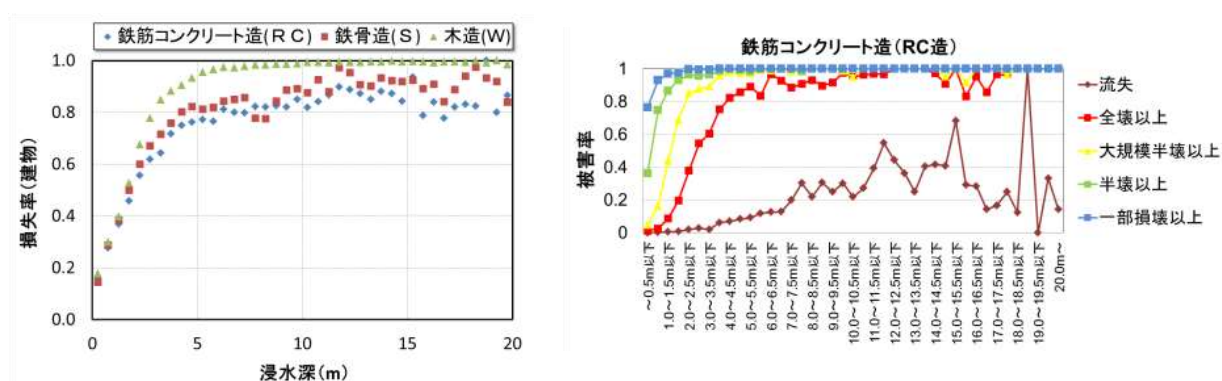 鉄筋コンクリート造(RC) 鉄骨造(S) 木造(W)
1.0
0.8
0.6
0.4
0.2
0.0
損失率(建物)
0 5 10 15 20
浸水深(m)
鉄筋コンクリート造(RC造)
1
0.8
0.6
0.4
0.2
0
被害率
~0.5m以下
1.0~1.5m以下
2.0~2.5m以下
3.0~3.5m以下
4.0~4.5m以下
5.0~5.5m以下
6.0~6.5m以下
7.0~7.5m以下
8.0~8.5m以下
9.0~9.5m以下
10.0~10.5m以下
11.0~11.5m以下
12.0~12.5m以下
13.0~13.5m以下
14.0~14.5m以下
15.0~15.5m以下
16.0~16.5m以下
17.0~17.5m以下
18.0~18.5m以下
19.0~19.5m以下
20.0m~
流失
全壊以上
大規模半壊以上
半壊以上
一部損壊以上